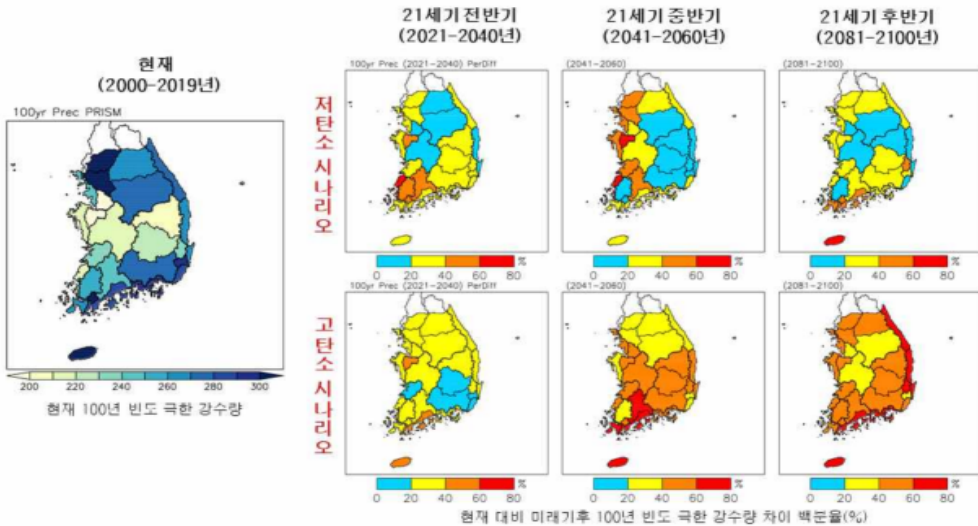 현재
(2000-2019년)
100yr Prec PRISM
200 220 240 260 280 300
현재 100년 빈도 극한 강수량
21세기 전반기
(2021-2040년)
21세기 중반기
(2041-2060년)
21세기 후반기
(2081-2100년)
저탄소 시나리오
100yr Prec (2021-2040) PerDiff
(2041-2060)
(2081-2100)
0 20 40 60 80 %
0 20 40 60 80 %
0 20 40 60 80 %
고탄소 시나리오
100yr Prec (2021-2040) PerDiff
(2041-2060)
(2081-2100)
0 20 40 60 80 %
0 20 40 60 80 %
0 20 40 60 80 %
현재 대비 미래기후 100년 빈도 극한 강수량 차이 백분율(%)